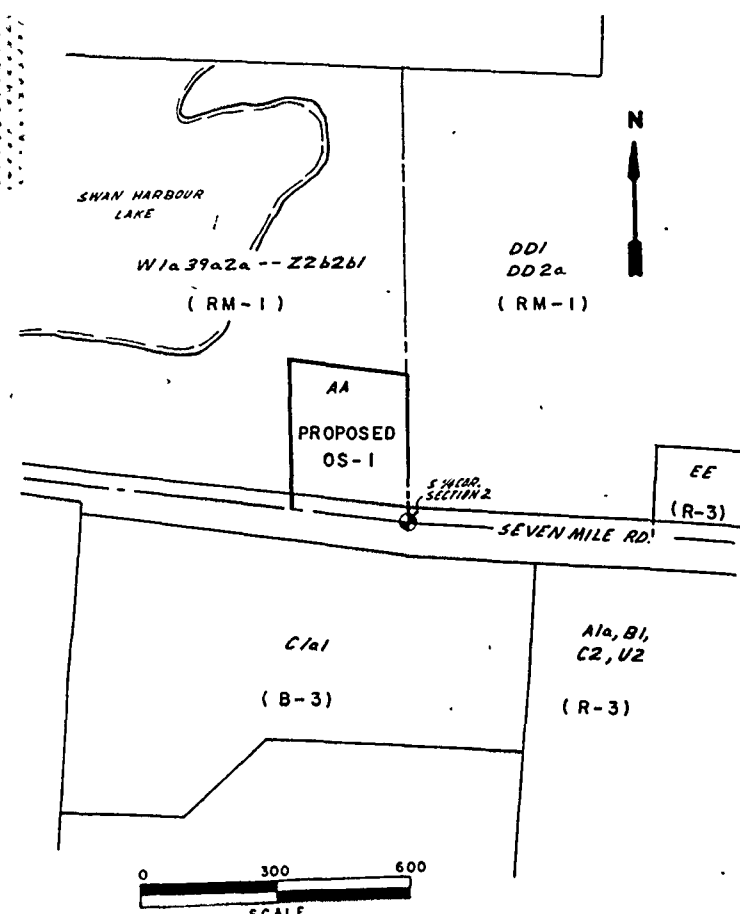 N
SWAN HARBOUR
LAKE
W1a39a2a -- Z2b2b1
(RM-1)
DD1
DD2a
(RM-1)
AA
PROPOSED
OS-1
S 1/4 COR.
SECTION 2
EE
(R-3)
SEVEN MILE RD.
C1a1
(B-3)
A1a, B1,
C2, U2
(R-3)
0 300 600
SCALE